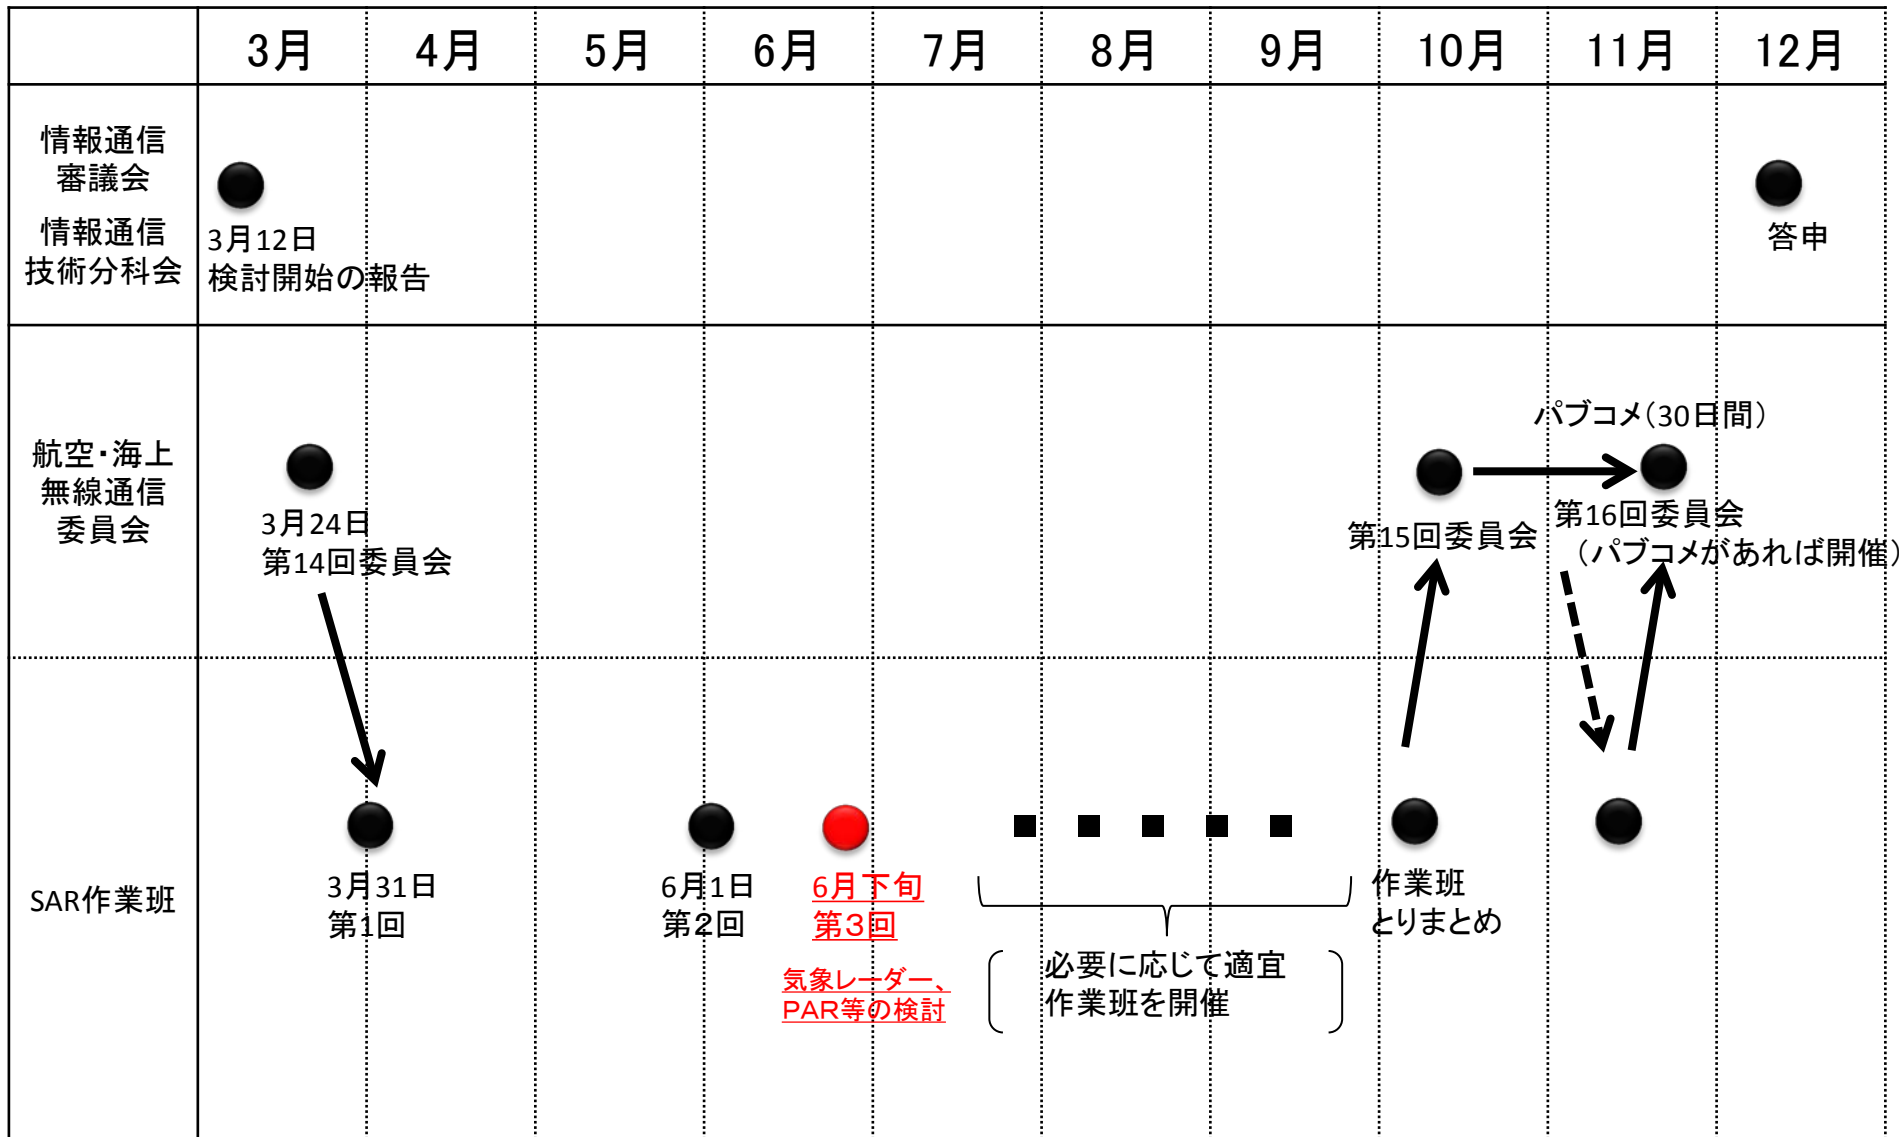 3月
4月
5月
6月
7月
8月
9月
10月
11月
12月
情報通信
審議会
情報通信
技術分科会
3月12日
検討開始の報告
答申
航空・海上
無線通信
委員会
3月24日
第14回委員会
第15回委員会
パブコメ(30日間)
第16回委員会
(パブコメがあれば開催)
SAR作業班
3月31日
第1回
6月1日
第2回
6月下旬
第3回
気象レーダー、
PAR等の検討
必要に応じて適宜
作業班を開催
作業班
とりまとめ